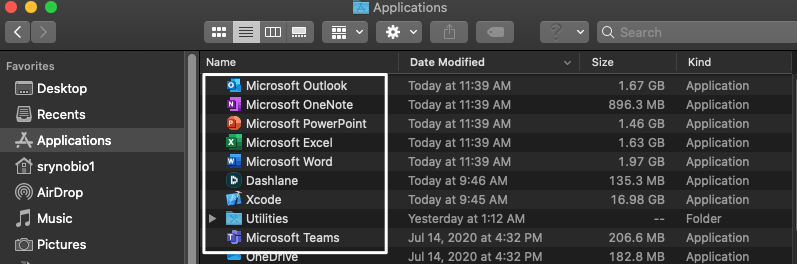 Applications
Search
Favorites
Desktop
Recents
Applications
srynobio1
AirDrop
Music
Pictures
Name Date Modified Size Kind
Microsoft Outlook Today at 11:39 AM 1.67 GB Application
Microsoft OneNote Today at 11:39 AM 896.3 MB Application
Microsoft PowerPoint Today at 11:39 AM 1.46 GB Application
Microsoft Excel Today at 11:39 AM 1.63 GB Application
Microsoft Word Today at 11:39 AM 1.97 GB Application
Dashlane Today at 9:46 AM 135.3 MB Application
Xcode Today at 9:45 AM 16.98 GB Application
Utilities Yesterday at 1:12 AM -- Folder
Microsoft Teams Jul 14, 2020 at 4:32 PM 206.6 MB Application
OneDrive Jul 14, 2020 at 4:32 PM 182.8 MB Application